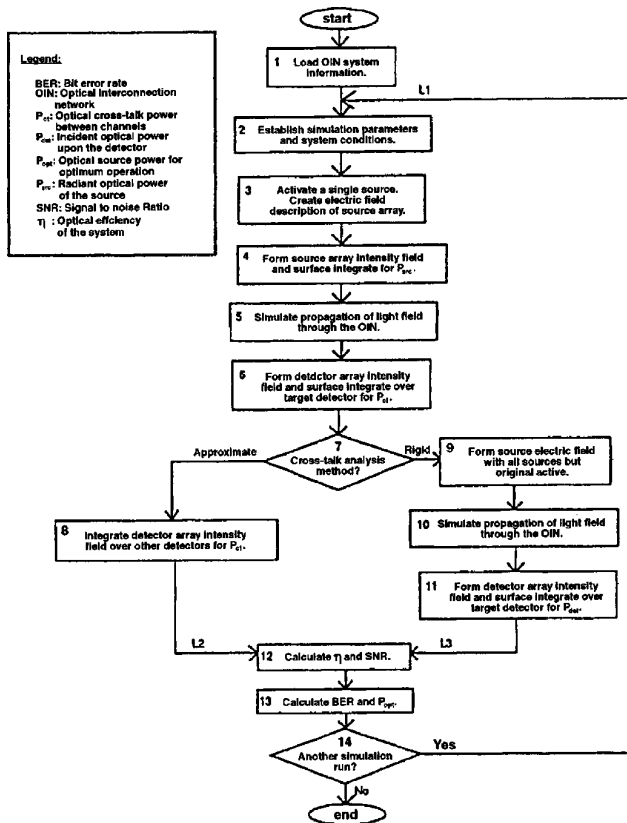 start
Legend:
BER: Bit error rate
OIN: Optical Interconnection
network
Pct: Optical cross-talk power
between channels
Pdet: Incident optical power
upon the detector
Popt: Optical source power for
optimum operation
Psrc: Radiant optical power
of the source
SNR: Signal to noise Ratio
η : Optical effciency
of the system
1 Load OIN system
information.
L1
2 Establish simulation parameters
and system conditions.
3 Activate a single source.
Create electric field
description of source array.
4 Form source array intensity field
and surface integrate for Psrc.
5 Simulate propagation of light field
through the OIN.
6 Form detdctor array intensity
field and surface integrate over
target detector for Pct.
7
Cross-talk analysis
method?
Approximate
Rigid
9 Form source electric field
with all sources but
original active.
8 Integrate detector array intensity
field over other detectors for Pct.
10 Simulate propagation of light field
through the OIN.
11 Form detector array intensity
field and surface integrate over
target detector for Pdet.
L2
L3
12 Calculate η and SNR.
13 Calculate BER and Popt.
14
Another simulation
run?
Yes
No
end